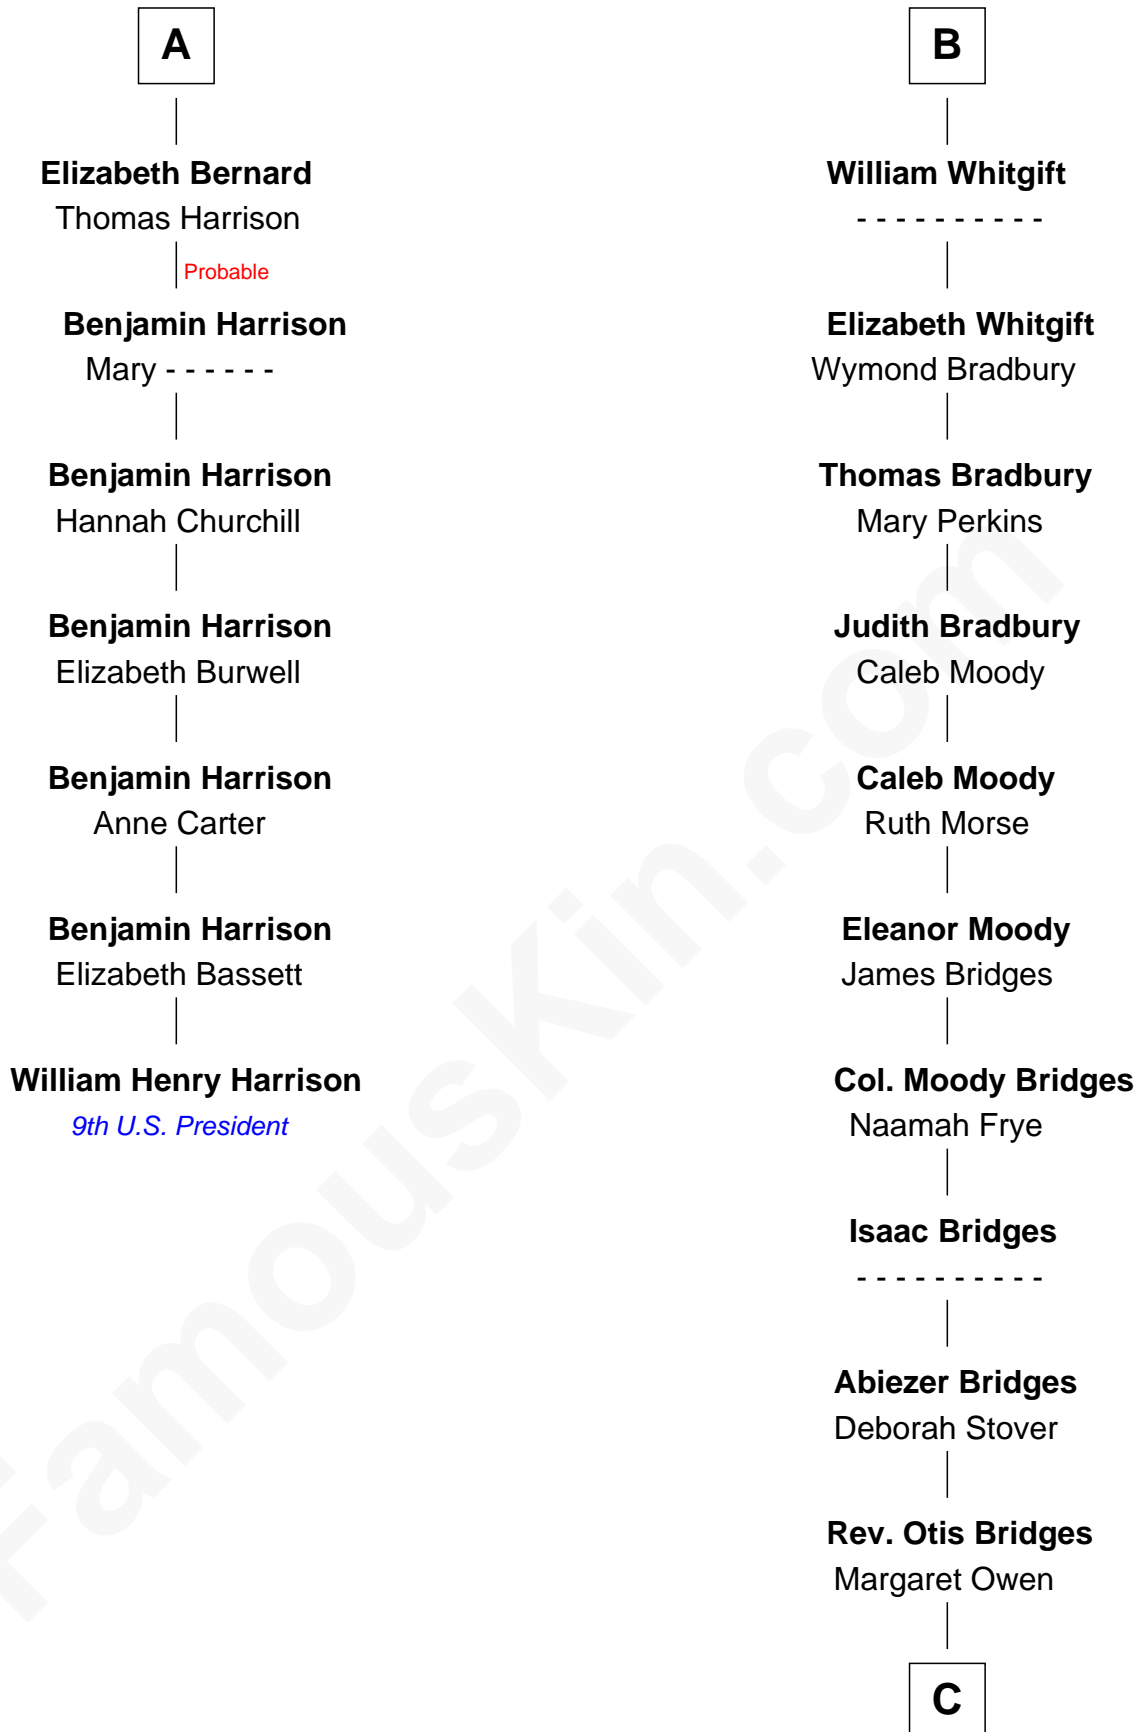 A
Elizabeth Bernard
Thomas Harrison
Probable
Benjamin Harrison
Mary - - - - - -
Benjamin Harrison
Hannah Churchill
Benjamin Harrison
Elizabeth Burwell
Benjamin Harrison
Anne Carter
Benjamin Harrison
Elizabeth Bassett
William Henry Harrison
9th U.S. President
B
William Whitgift
- - - - - - - - - -
Elizabeth Whitgift
Wymond Bradbury
Thomas Bradbury
Mary Perkins
Judith Bradbury
Caleb Moody
Caleb Moody
Ruth Morse
Eleanor Moody
James Bridges
Col. Moody Bridges
Naamah Frye
Isaac Bridges
- - - - - - - - - -
Abiezer Bridges
Deborah Stover
Rev. Otis Bridges
Margaret Owen
C
FamousKin.com